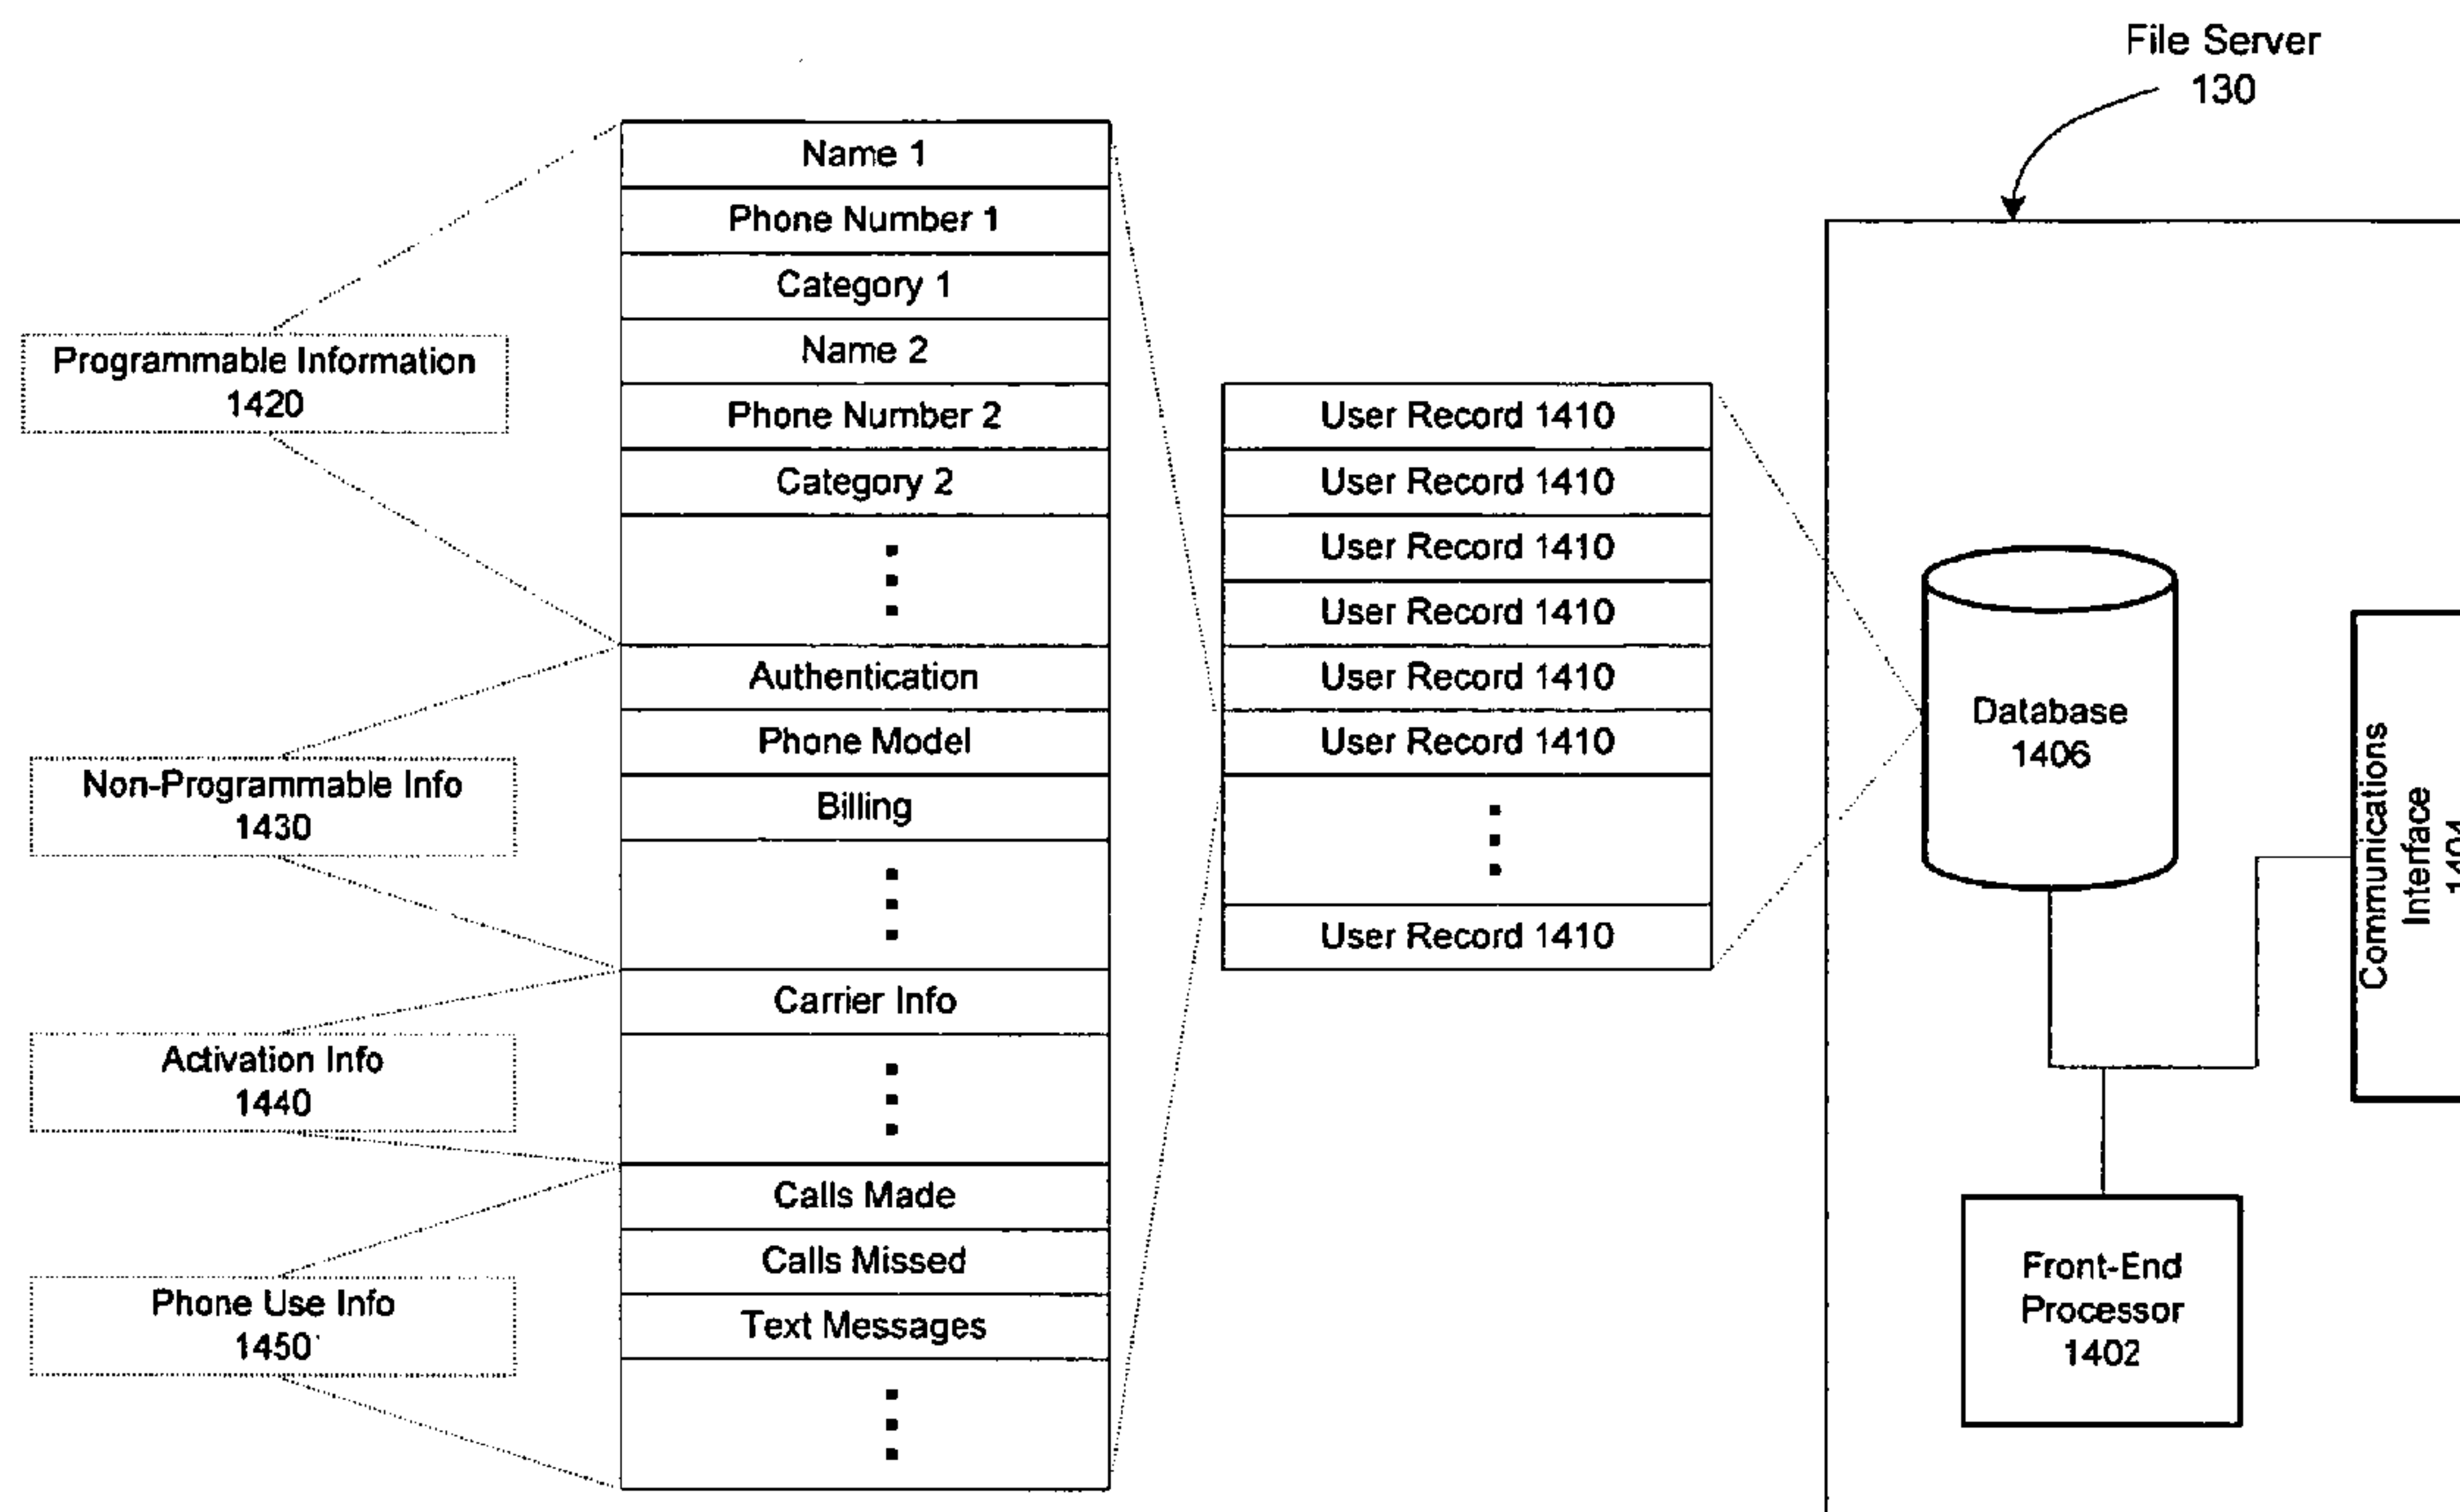 File Server
130
Name 1
Phone Number 1
Category 1
Name 2
Phone Number 2
Category 2
Programmable Information
1420
Authentication
Phone Model
Billing
Non-Programmable Info
1430
Carrier Info
Activation Info
1440
Calls Made
Calls Missed
Text Messages
Phone Use Info
1450
User Record 1410
User Record 1410
User Record 1410
User Record 1410
User Record 1410
User Record 1410
User Record 1410
Database
1406
Communications
Interface
Front-End
Processor
1402